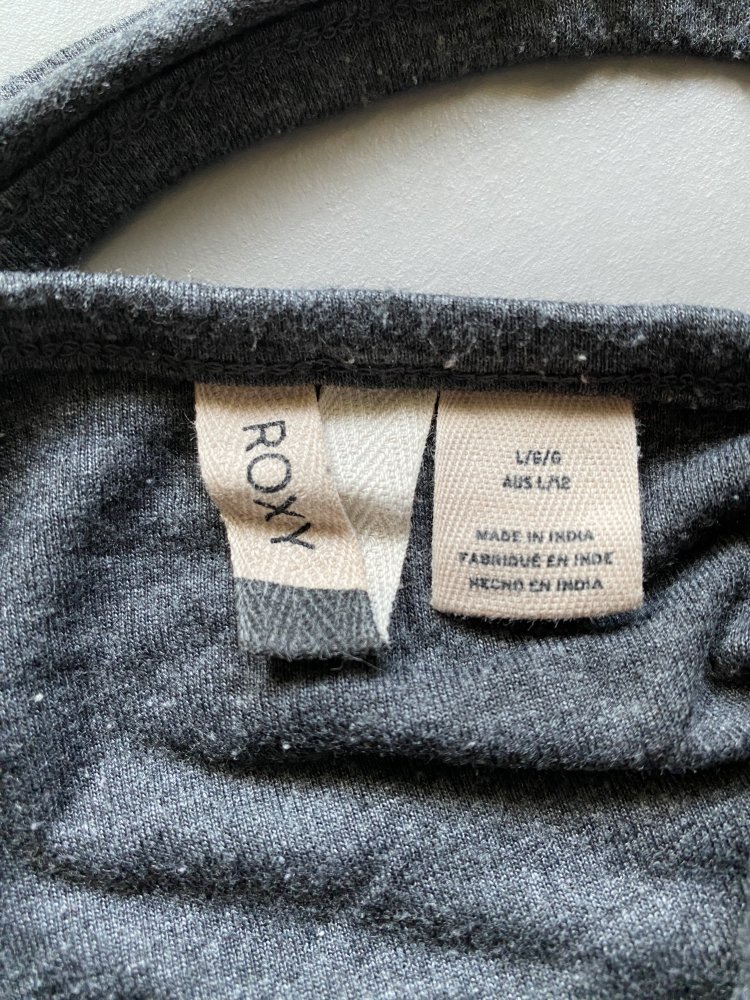 ROXY
L/G/G
AUS L/12
MADE IN INDIA
FABRIQUÉ EN INDE
HECHO EN INDIA